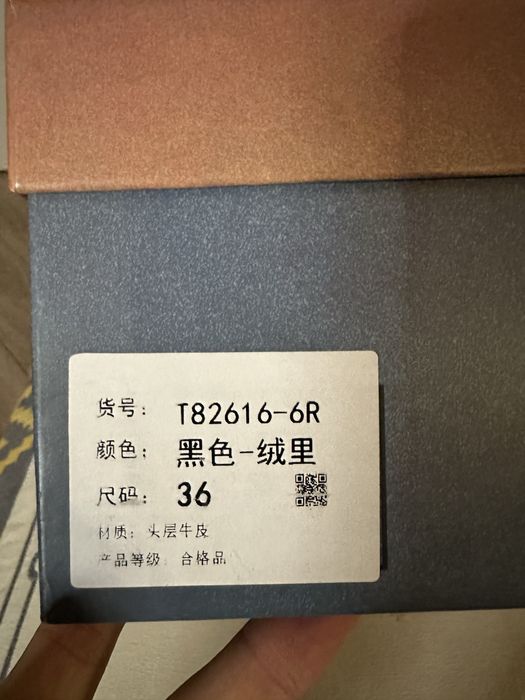 货号： T82616-6R
颜色： 黑色-绒里
尺码： 36
材质： 头层牛皮
产品等级： 合格品